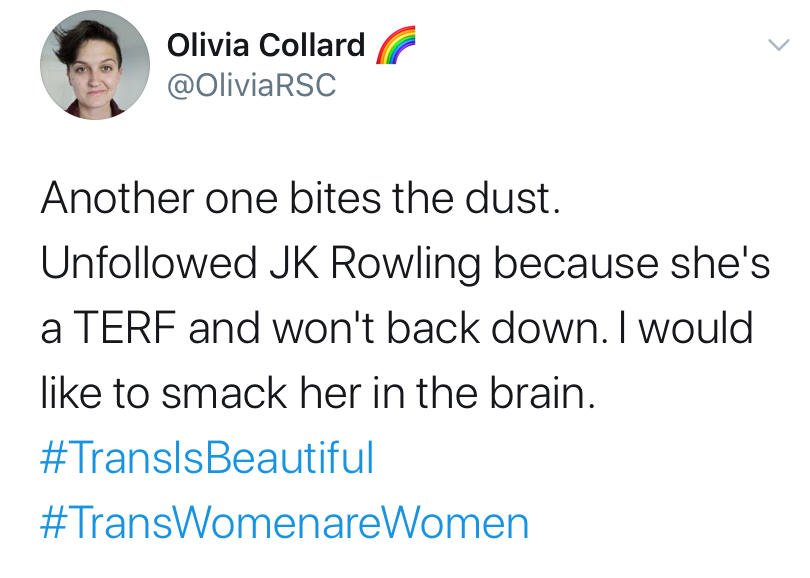 Olivia Collard 🌈
@OliviaRSC
Another one bites the dust.
Unfollowed JK Rowling because she's
a TERF and won't back down. I would
like to smack her in the brain.
#TransIsBeautiful
#TransWomenareWomen